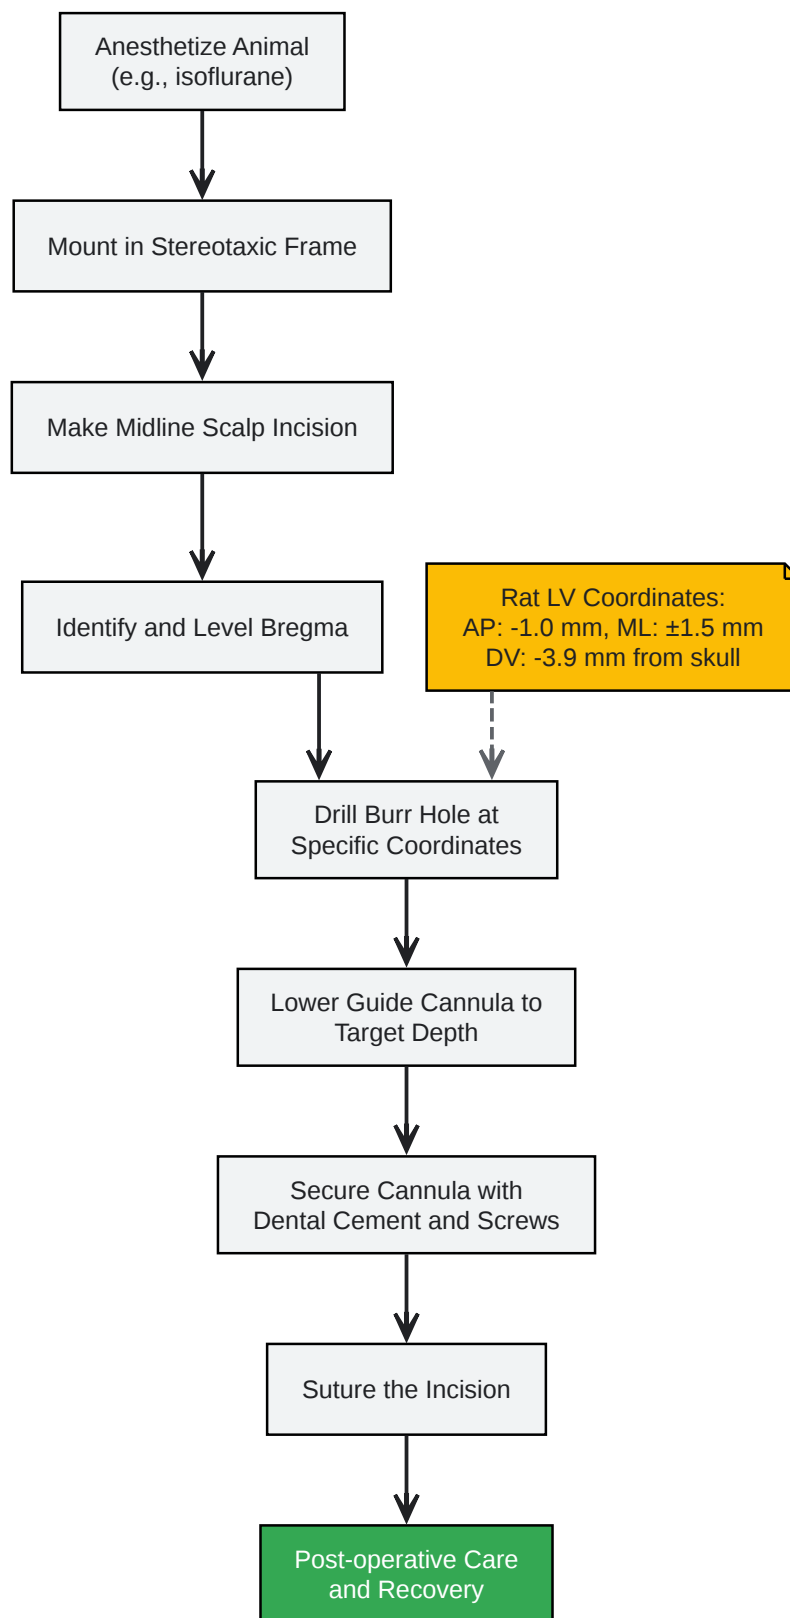 Anesthetize Animal
(e.g., isoflurane)
Mount in Stereotaxic Frame
Make Midline Scalp Incision
Identify and Level Bregma
Rat LV Coordinates:
AP: -1.0 mm, ML: ±1.5 mm
DV: -3.9 mm from skull
Drill Burr Hole at
Specific Coordinates
Lower Guide Cannula to
Target Depth
Secure Cannula with
Dental Cement and Screws
Suture the Incision
Post-operative Care
and Recovery